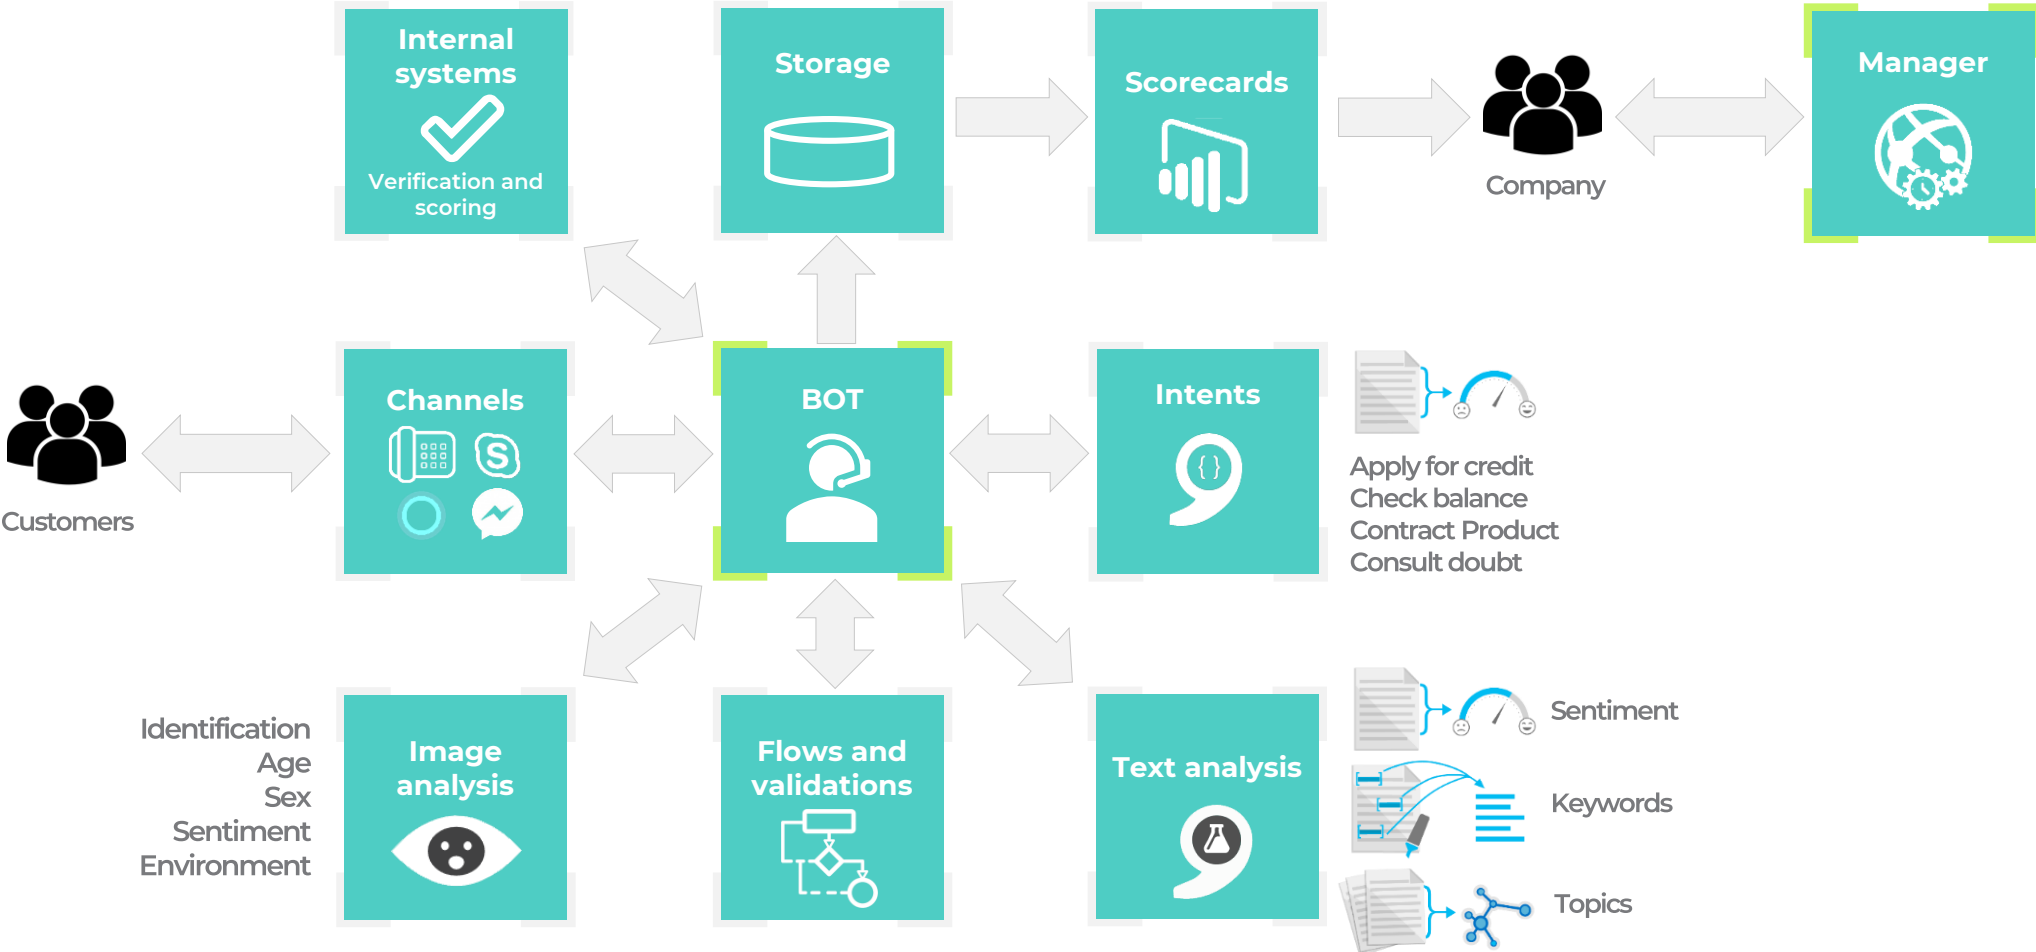 Internal
systems
Verification and
scoring
Storage
Scorecards
Company
Manager
Customers
Channels
S
BOT
Intents
{ }
Apply for credit
Check balance
Contract Product
Consult doubt
Identification
Age
Sex
Sentiment
Environment
Image
analysis
Flows and
validations
Text analysis
Sentiment
Keywords
Topics